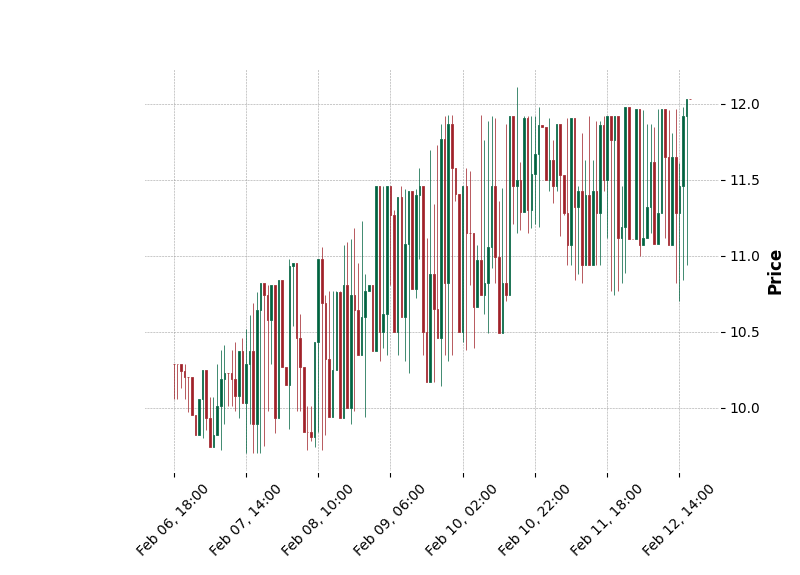 12.0
11.5
11.0
10.5
10.0
Price
Feb 06, 18:00
Feb 07, 14:00
Feb 08, 10:00
Feb 09, 06:00
Feb 10, 02:00
Feb 10, 22:00
Feb 11, 18:00
Feb 12, 14:00